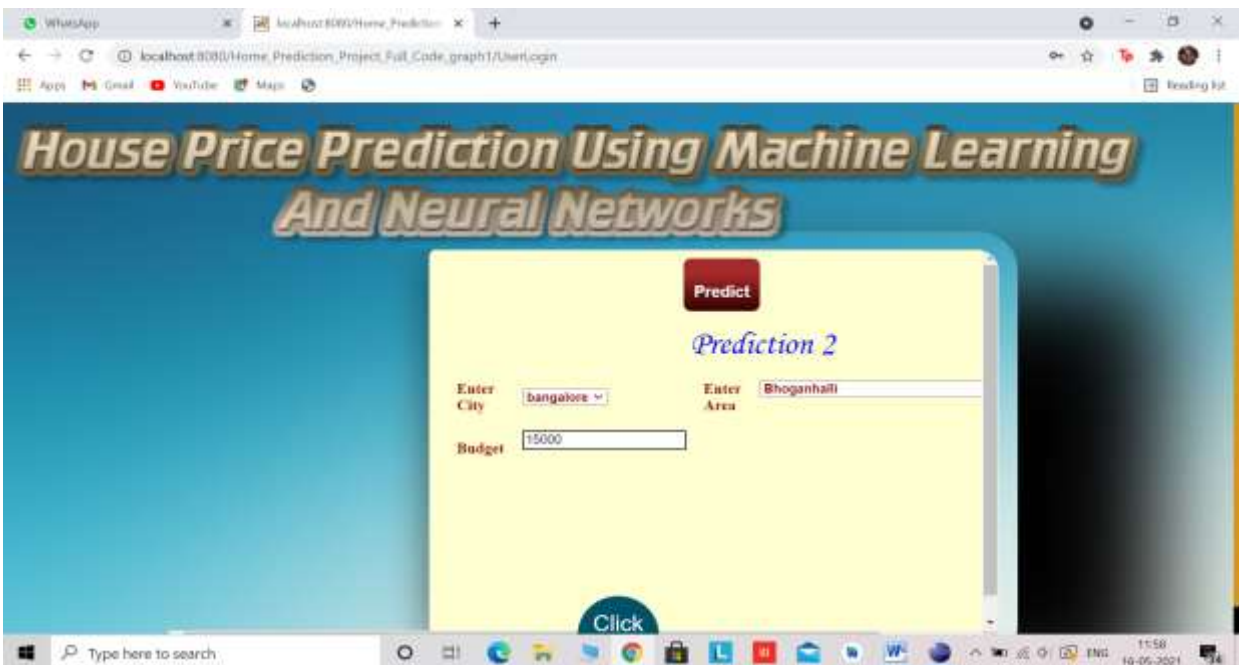 WhatsApp
localhost:8080/Home_Prediction
localhost:8080/Home_Prediction_Project_Full_Code_graph1/UserLogin
Apps Gmail YouTube Maps
Reading list
House Price Prediction Using Machine Learning
And Neural Networks
Predict
Prediction 2
Enter City bangalore Enter Area Bhoganhalli
Budget 15000
Click
Type here to search
ENG 11:58
-05-2021